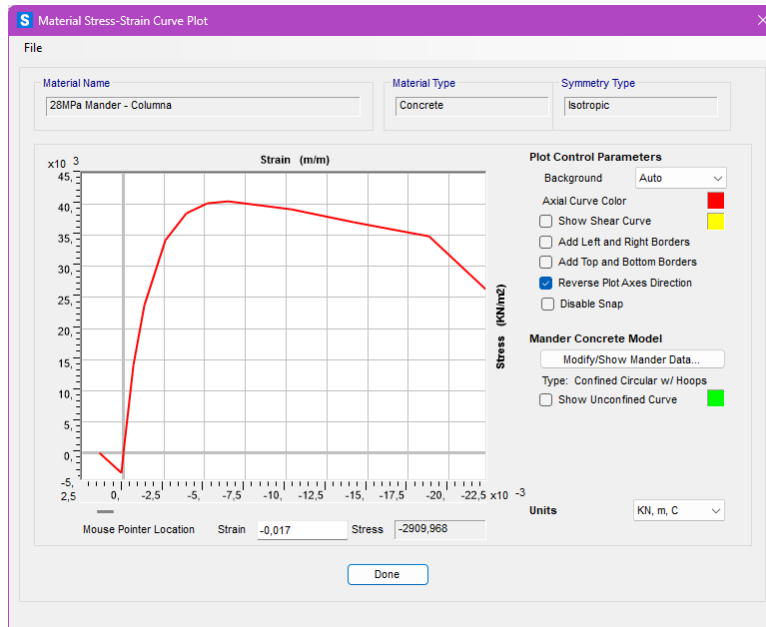 S Material Stress-Strain Curve Plot
File
Material Name
28MPa Mander - Columna
Material Type
Concrete
Symmetry Type
Isotropic
x10 3
Strain (m/m)
45,
40,
35,
30,
25,
20,
15,
10,
5,
0,
-5,
2,5 0, -2,5 -5, -7,5 -10, -12,5 -15, -17,5 -20, -22,5 x10 -3
Stress (KN/m2)
Mouse Pointer Location Strain -0,017 Stress -2909,968
Plot Control Parameters
Background Auto
Axial Curve Color
Show Shear Curve
Add Left and Right Borders
Add Top and Bottom Borders
Reverse Plot Axes Direction
Disable Snap
Mander Concrete Model
Modify/Show Mander Data...
Type: Confined Circular w/ Hoops
Show Unconfined Curve
Units KN, m, C
Done